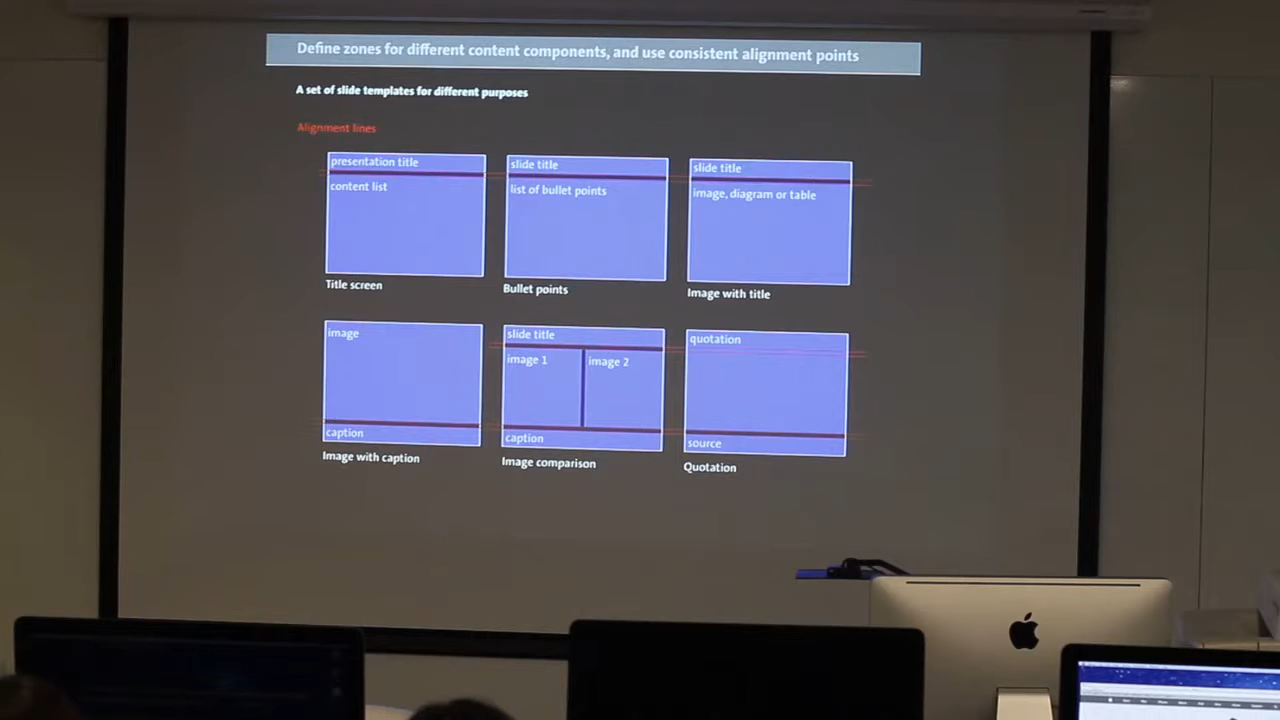 Define zones for different content components, and use consistent alignment points
A set of slide templates for different purposes
Alignment lines
presentation title
content list
Title screen
slide title
list of bullet points
Bullet points
slide title
image, diagram or table
Image with title
image
caption
Image with caption
slide title
image 1
image 2
caption
Image comparison
quotation
source
Quotation